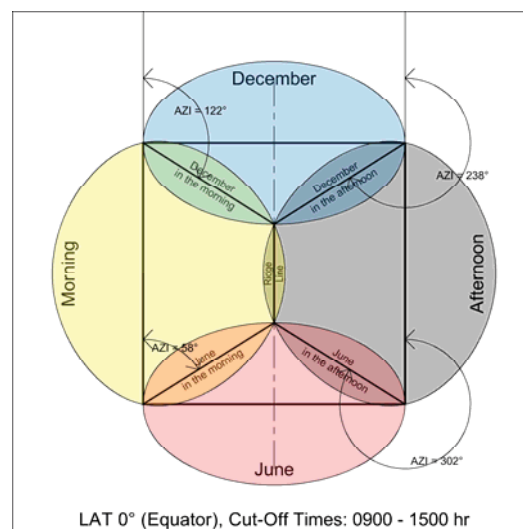 December
AZI = 122°
December
in the morning
December
in the afternoon
AZI = 238°
Morning
Ridge
Line
Afternoon
AZI = 58°
June
in the morning
June
in the afternoon
AZI = 302°
June
LAT 0° (Equator), Cut-Off Times: 0900 - 1500 hr